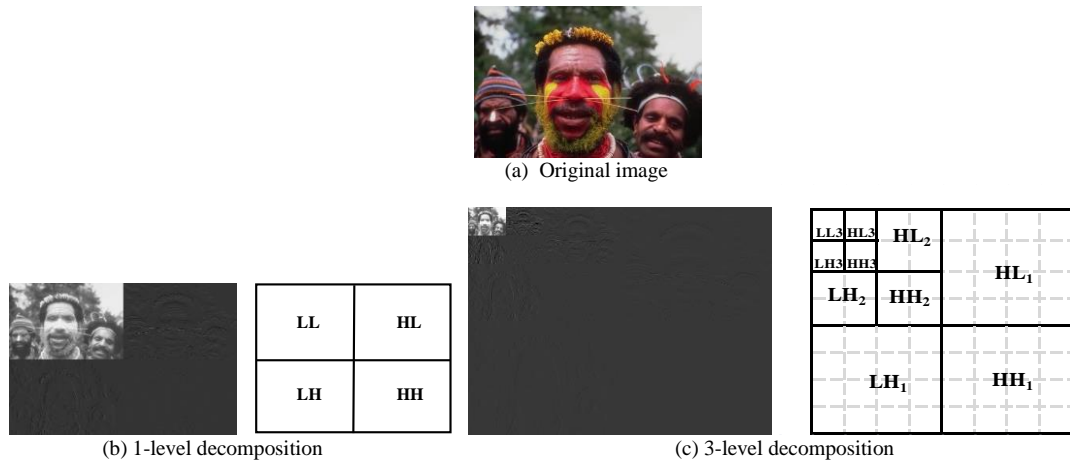 (a) Original image
LL HL
LH HH
(b) 1-level decomposition
LL3 HL3 HL₂
LH3 HH3
HL₁
LH₂ HH₂
LH₁ HH₁
(c) 3-level decomposition